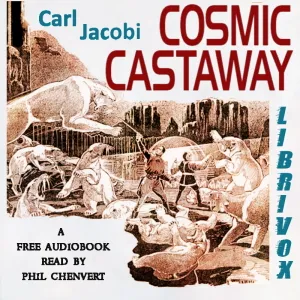 Carl
Jacobi
COSMIC
CASTAWAY
LIBRIVOX
A
FREE AUDIOBOOK
READ BY
PHIL CHENVERT